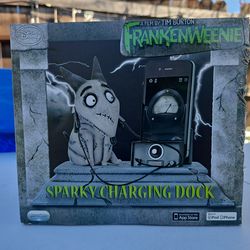 A FILM BY TIM BURTON
FRANKENWEENIE
SPARKY CHARGING DOCK
App Store
iPod iPhone